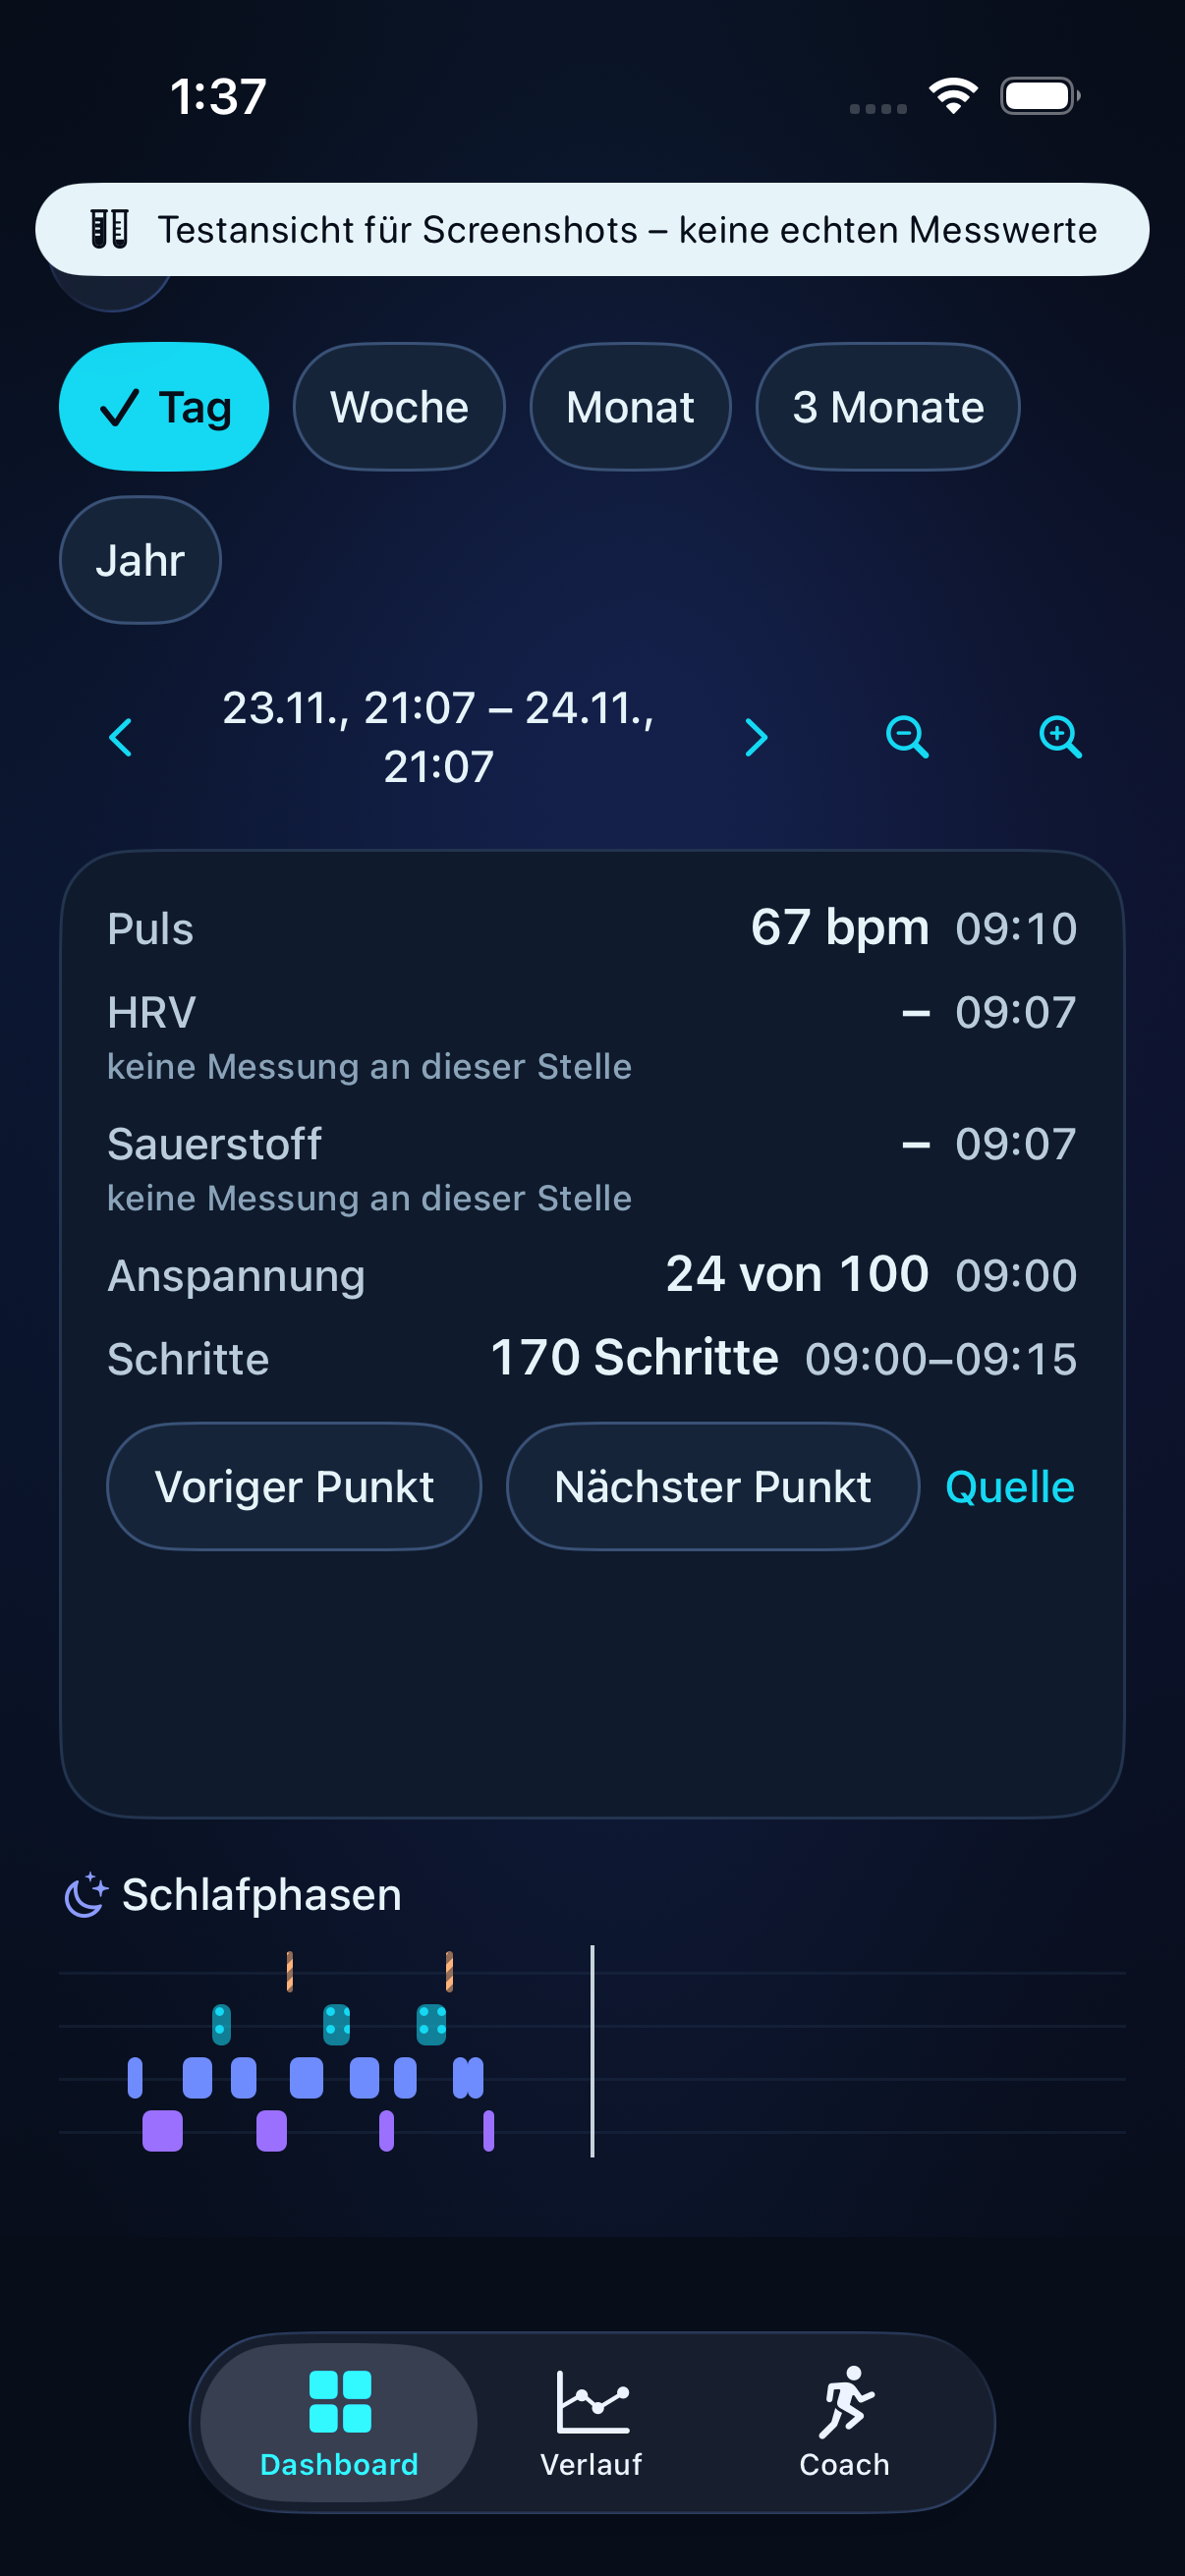 1:37
Testansicht für Screenshots – keine echten Messwerte
Tag
Woche
Monat
3 Monate
Jahr
23.11., 21:07 – 24.11.,
21:07
Puls 67 bpm 09:10
HRV – 09:07
keine Messung an dieser Stelle
Sauerstoff – 09:07
keine Messung an dieser Stelle
Anspannung 24 von 100 09:00
Schritte 170 Schritte 09:00–09:15
Voriger Punkt
Nächster Punkt
Quelle
Schlafphasen
Dashboard
Verlauf
Coach